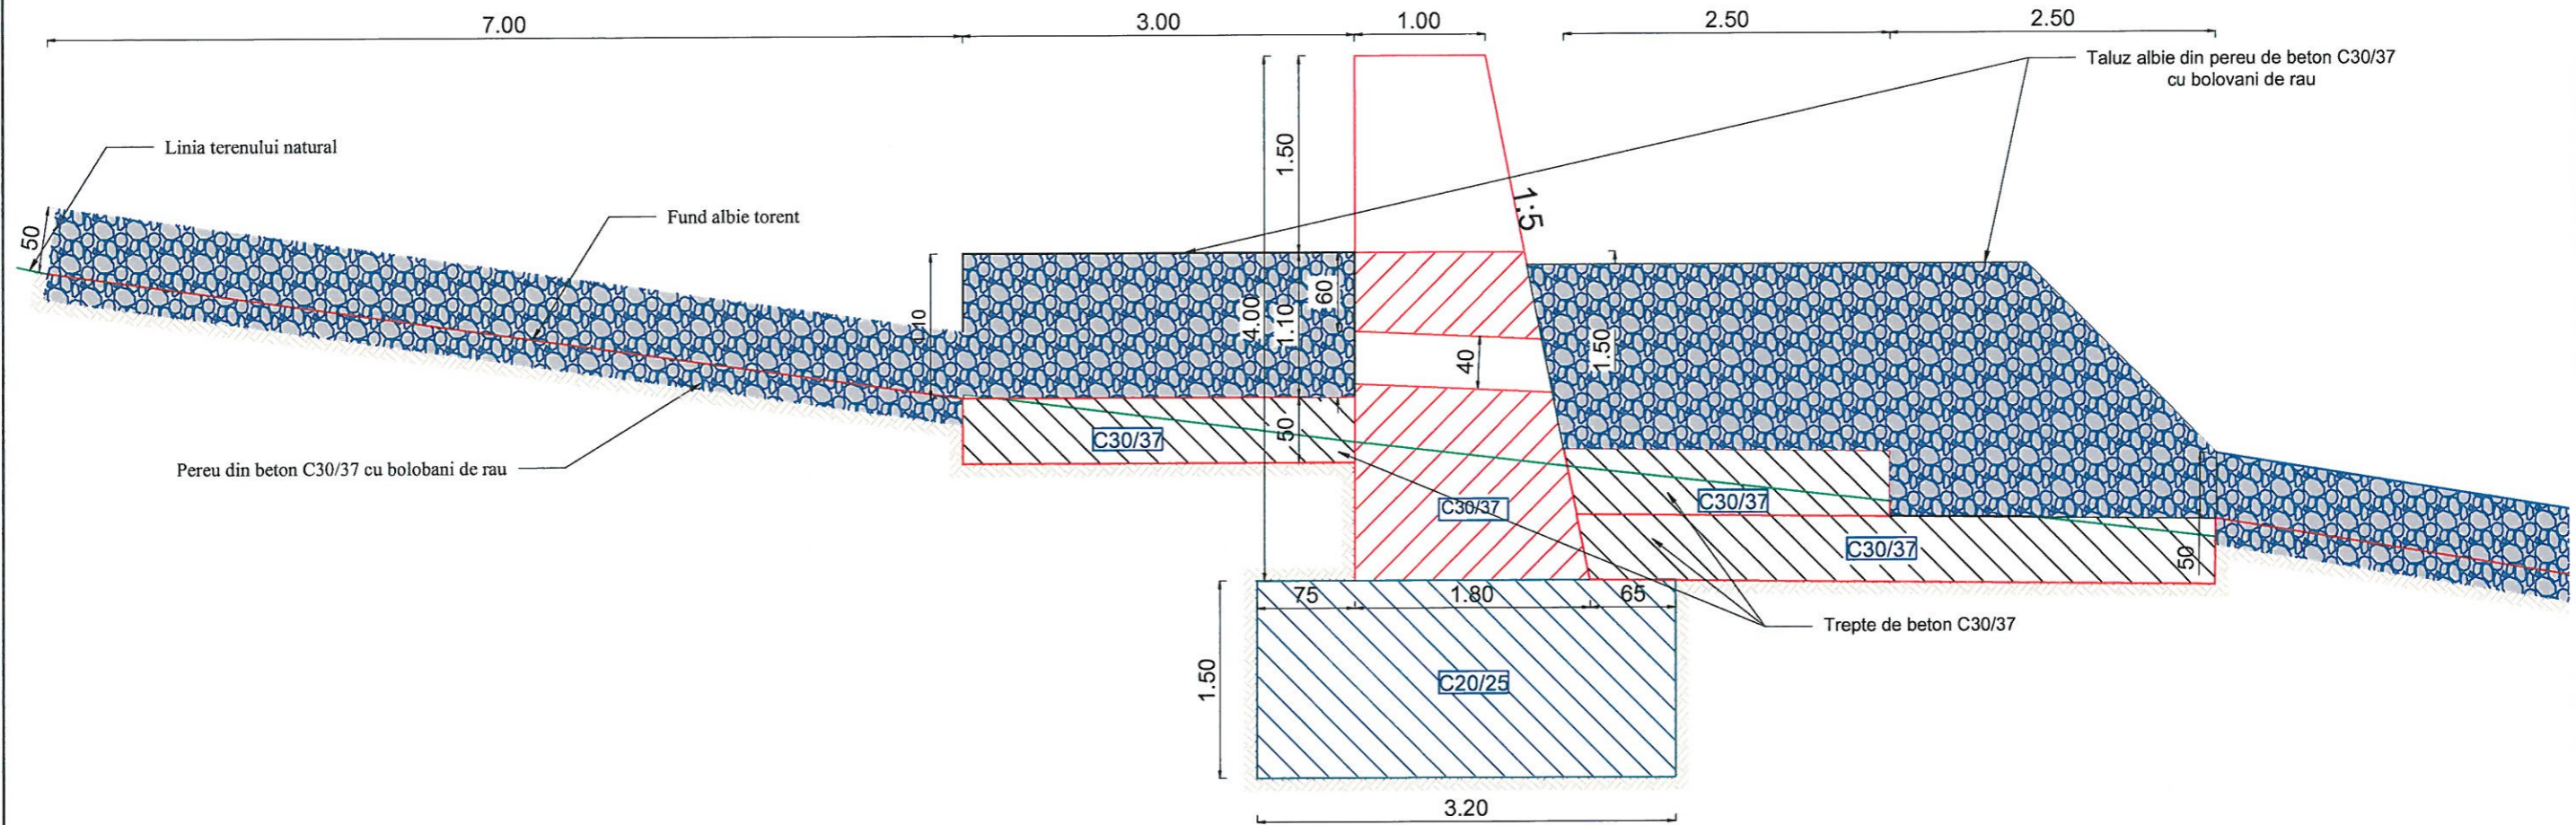 7.00
3.00
1.00
2.50
2.50
Taluz albie din pereu de beton C30/37
cu bolovani de rau
Linia terenului natural
1.50
Fund albie torent
1:5
50
60
4.00
1.10
1.50
40
50
C30/37
Pereu din beton C30/37 cu bolobani de rau
C30/37
C30/37
C30/37
50
75
1.80
65
Trepte de beton C30/37
1.50
C20/25
3.20